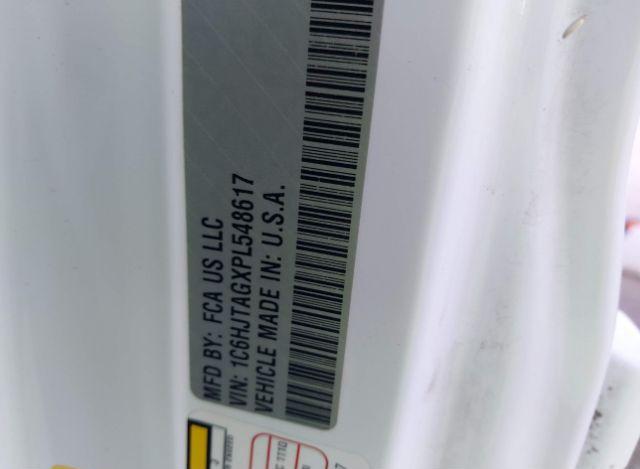 MFD BY: FCA US LLC
VIN: 1C6HJTAGXPL548617
VEHICLE MADE IN: U.S.A.